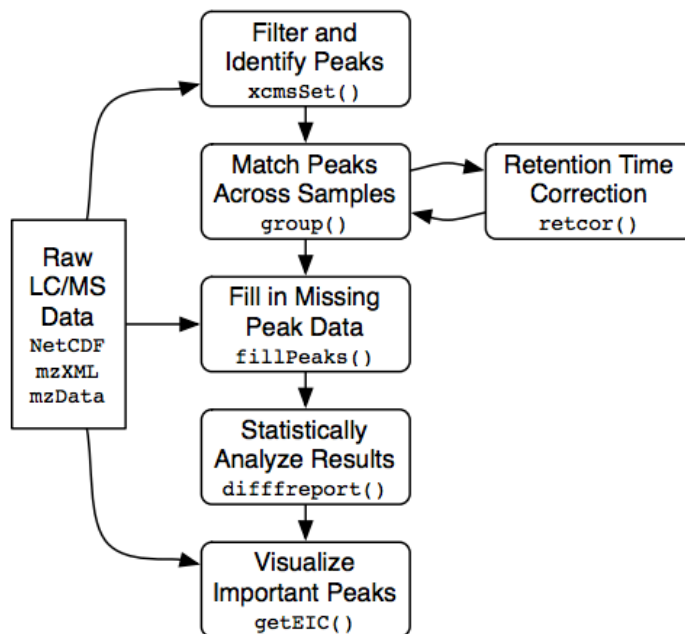 Filter and
Identify Peaks
xcmsSet()
Match Peaks
Across Samples
group()
Retention Time
Correction
retcor()
Raw
LC/MS
Data
NetCDF
mzXML
mzData
Fill in Missing
Peak Data
fillPeaks()
Statistically
Analyze Results
difffreport()
Visualize
Important Peaks
getEIC()